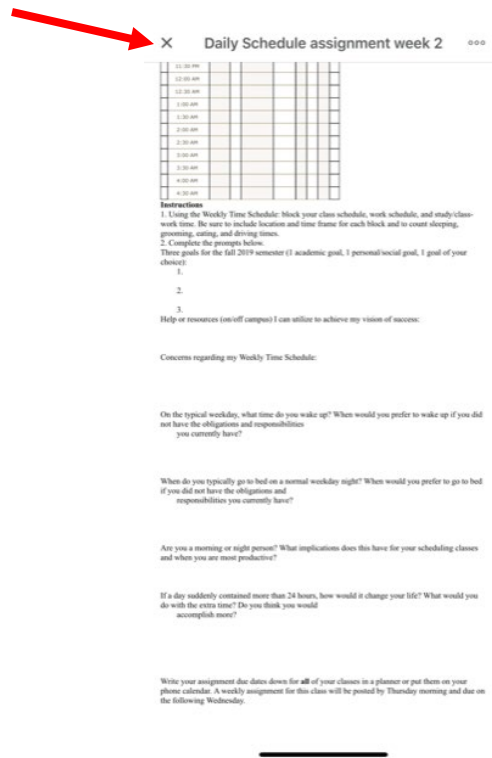 Daily Schedule assignment week 2
11:30 PM
12:00 AM
12:30 AM
1:00 AM
1:30 AM
2:00 AM
2:30 AM
3:00 AM
3:30 AM
4:00 AM
4:30 AM
Instructions
1. Using the Weekly Time Schedule: block your class schedule, work schedule, and study/class-
work time. Be sure to include location and time frame for each block and to count sleeping,
grooming, eating, and driving times.
2. Complete the prompts below.
Three goals for the fall 2019 semester (1 academic goal, 1 personal/social goal, 1 goal of your
choice):
1.
2.
3.
Help or resources (on/off campus) I can utilize to achieve my vision of success:
Concerns regarding my Weekly Time Schedule:
On the typical weekday, what time do you wake up? When would you prefer to wake up if you did
not have the obligations and responsibilities
you currently have?
When do you typically go to bed on a normal weekday night? When would you prefer to go to bed
if you did not have the obligations and
responsibilities you currently have?
Are you a morning or night person? What implications does this have for your scheduling classes
and when you are most productive?
If a day suddenly contained more than 24 hours, how would it change your life? What would you
do with the extra time? Do you think you would
accomplish more?
Write your assignment due dates down for all of your classes in a planner or put them on your
phone calendar. A weekly assignment for this class will be posted by Thursday morning and due on
the following Wednesday.